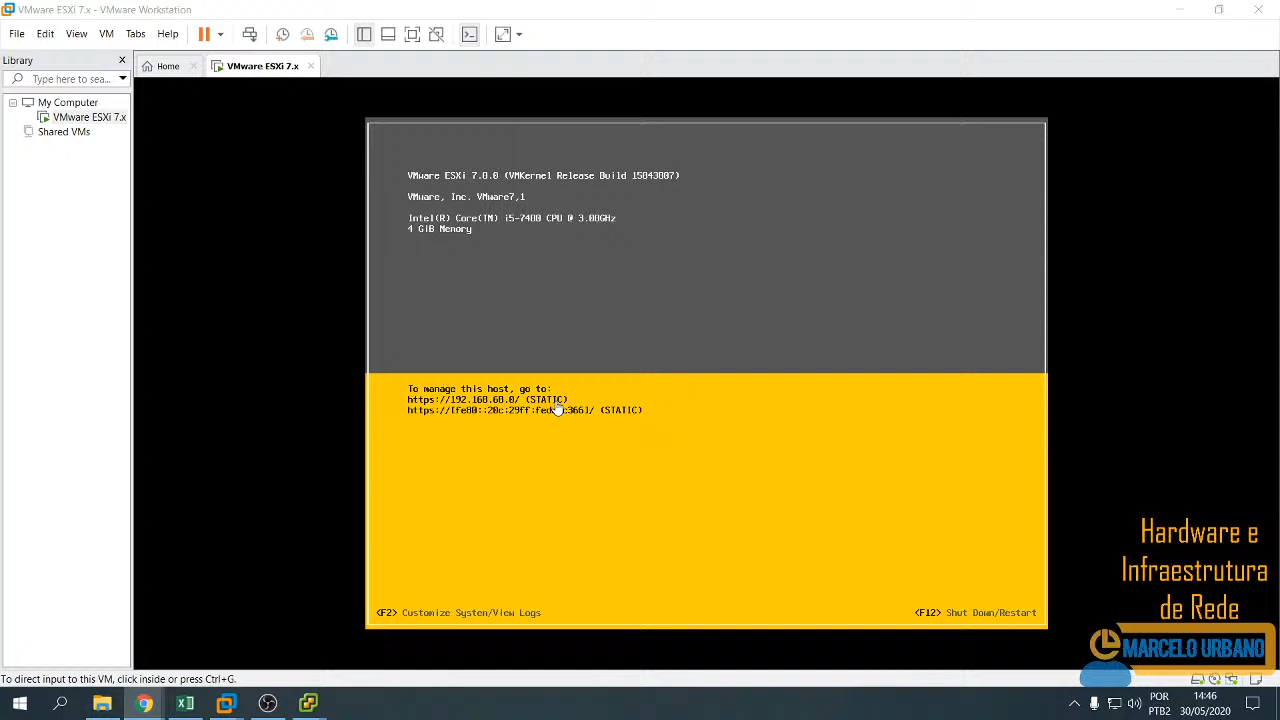 VMware ESXi 7.x - VMware Workstation
File Edit View VM Tabs Help
Library
Type here to sea...
Home
VMware ESXi 7.x
My Computer
VMware ESXi 7.x
Shared VMs
VMware ESXi 7.0.0 (VMKernel Release Build 15843807)
VMware, Inc. VMware7,1
Intel(R) Core(TM) i5-7400 CPU @ 3.00GHz
4 GiB Memory
To manage this host, go to:
https://192.168.60.0/ (STATIC)
(STATIC)
<F2> Customize System/View Logs
<F12> Shut Down/Restart
Hardware e
Infraestrutura
de Rede
MARCELO URBANO
To direct input to this VM, click inside or press Ctrl+G.
POR
PTB2
14:46
30/05/2020